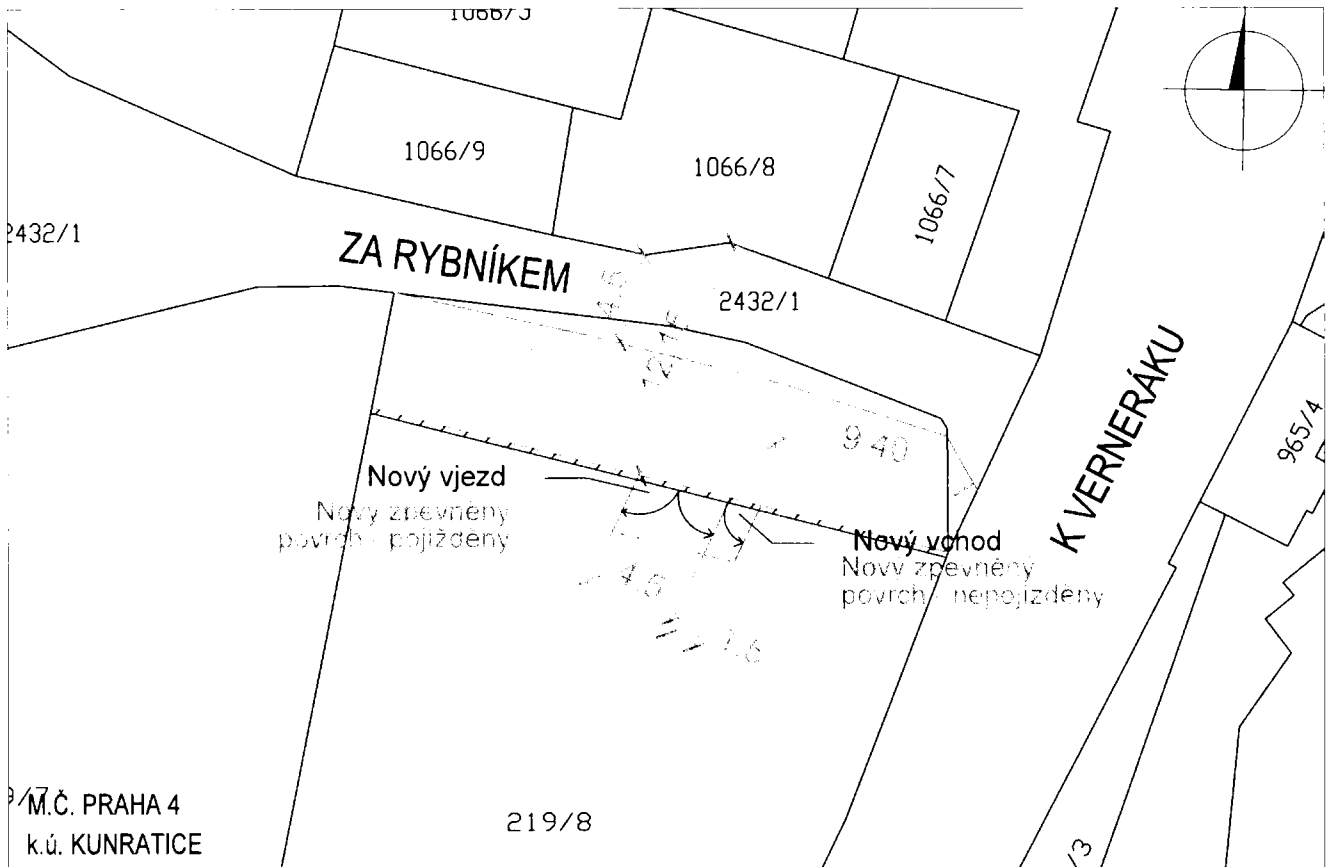 1066/9
1066/8
1066/7
2432/1
ZA RYBNÍKEM
2432/1
K VERNERÁKU
965/4
9.40
Nový vjezd
Nový zpevněný
povrch - pojížděný
Nový vchod
Nový zpevněný
povrch - nepojížděný
219/8
M.Č. PRAHA 4
k.ú. KUNRATICE
/3